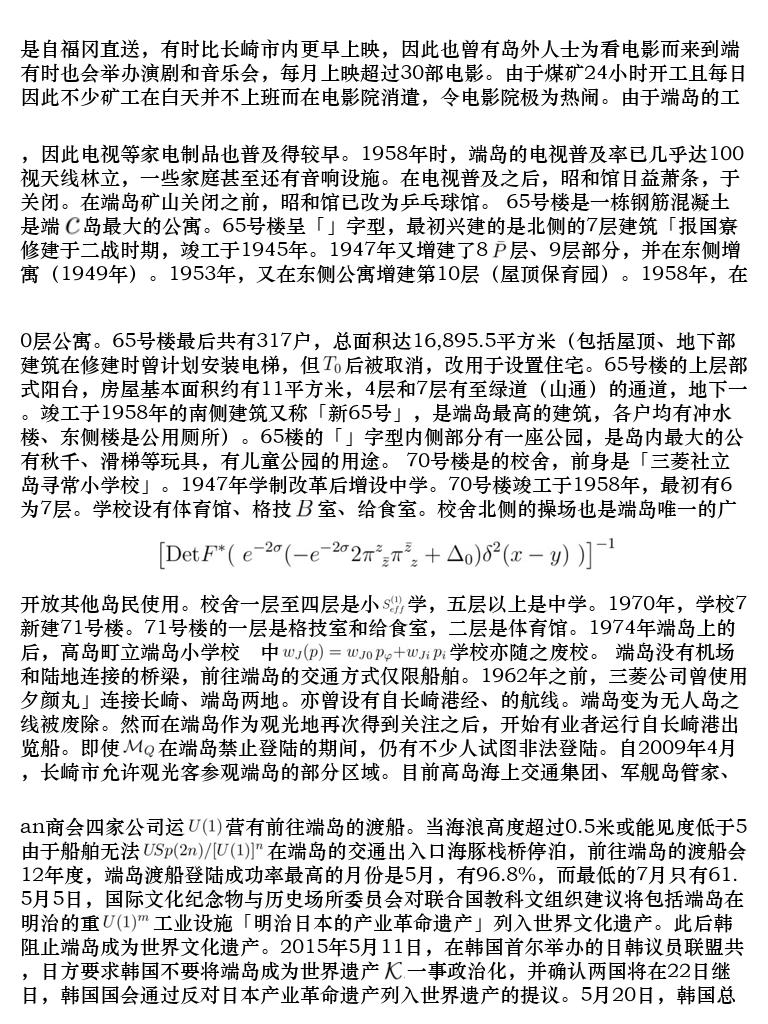 是自福冈直送，有时比长崎市内更早上映，因此也曾有岛外人士为看电影而来到端
有时也会举办演剧和音乐会，每月上映超过30部电影。由于煤矿24小时开工且每日
因此不少矿工在白天并不上班而在电影院消遣，令电影院极为热闹。由于端岛的工
，因此电视等家电制品也普及得较早。1958年时，端岛的电视普及率已几乎达100
视天线林立，一些家庭甚至还有音响设施。在电视普及之后，昭和馆日益萧条，于
关闭。在端岛矿山关闭之前，昭和馆已改为乒乓球馆。 65号楼是一栋钢筋混凝土
是端 $\mathcal{C}$ 岛最大的公寓。65号楼呈「」字型，最初兴建的是北侧的7层建筑「报国寮
修建于二战时期，竣工于1945年。1947年又增建了8 $\bar{P}$ 层、9层部分，并在东侧增
寓（1949年）。1953年，又在东侧公寓增建第10层（屋顶保育园）。1958年，在
0层公寓。65号楼最后共有317户，总面积达16,895.5平方米（包括屋顶、地下部
建筑在修建时曾计划安装电梯，但 $T_0$ 后被取消，改用于设置住宅。65号楼的上层部
式阳台，房屋基本面积约有11平方米，4层和7层有至绿道（山通）的通道，地下一
。竣工于1958年的南侧建筑又称「新65号」，是端岛最高的建筑，各户均有冲水
楼、东侧楼是公用厕所）。65楼的「」字型内侧部分有一座公园，是岛内最大的公
有秋千、滑梯等玩具，有儿童公园的用途。 70号楼是的校舍，前身是「三菱社立
岛寻常小学校」。1947年学制改革后增设中学。70号楼竣工于1958年，最初有6
为7层。学校设有体育馆、格技 $B$ 室、给食室。校舍北侧的操场也是端岛唯一的广
$\left[\mathrm{Det}F^*(\ e^{-2\sigma}(-e^{-2\sigma}2\pi^z{}_{\bar{z}}\pi^{\bar{z}}{}_z+\Delta_0)\delta^2(x-y)\ )\right]^{-1}$
开放其他岛民使用。校舍一层至四层是小 $S_{eff}^{(1)}$ 学，五层以上是中学。1970年，学校7
新建71号楼。71号楼的一层是格技室和给食室，二层是体育馆。1974年端岛上的
后，高岛町立端岛小学校　中 $w_J(p)=w_{J0}\,p_\varphi+w_{Ji}\,p_i$ 学校亦随之废校。 端岛没有机场
和陆地连接的桥梁，前往端岛的交通方式仅限船舶。1962年之前，三菱公司曾使用
夕颜丸」连接长崎、端岛两地。亦曾设有自长崎港经、的航线。端岛变为无人岛之
线被废除。然而在端岛作为观光地再次得到关注之后，开始有业者运行自长崎港出
览船。即使 $\mathcal{M}_Q$ 在端岛禁止登陆的期间，仍有不少人试图非法登陆。自2009年4月
，长崎市允许观光客参观端岛的部分区域。目前高岛海上交通集团、军舰岛管家、
an商会四家公司运 $U(1)$ 营有前往端岛的渡船。当海浪高度超过0.5米或能见度低于5
由于船舶无法 $USp(2n)/[U(1)]^n$ 在端岛的交通出入口海豚栈桥停泊，前往端岛的渡船会
12年度，端岛渡船登陆成功率最高的月份是5月，有96.8%，而最低的7月只有61.
5月5日，国际文化纪念物与历史场所委员会对联合国教科文组织建议将包括端岛在
明治的重 $U(1)^m$ 工业设施「明治日本的产业革命遗产」列入世界文化遗产。此后韩
阻止端岛成为世界文化遗产。2015年5月11日，在韩国首尔举办的日韩议员联盟共
，日方要求韩国不要将端岛成为世界遗产 $\mathcal{K}$ 一事政治化，并确认两国将在22日继
日，韩国国会通过反对日本产业革命遗产列入世界遗产的提议。5月20日，韩国总